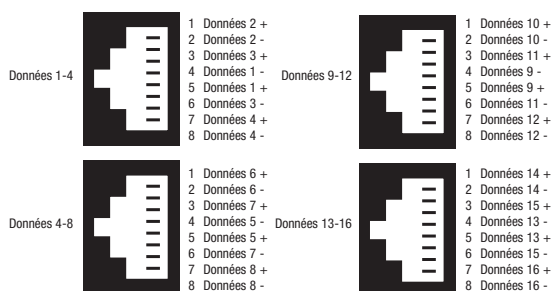 Données 1-4
1 Données 2 +
2 Données 2 -
3 Données 3 +
4 Données 1 -
5 Données 1 +
6 Données 3 -
7 Données 4 +
8 Données 4 -
Données 9-12
1 Données 10 +
2 Données 10 -
3 Données 11 +
4 Données 9 -
5 Données 9 +
6 Données 11 -
7 Données 12 +
8 Données 12 -
Données 4-8
1 Données 6 +
2 Données 6 -
3 Données 7 +
4 Données 5 -
5 Données 5 +
6 Données 7 -
7 Données 8 +
8 Données 8 -
Données 13-16
1 Données 14 +
2 Données 14 -
3 Données 15 +
4 Données 13 -
5 Données 13 +
6 Données 15 -
7 Données 16 +
8 Données 16 -